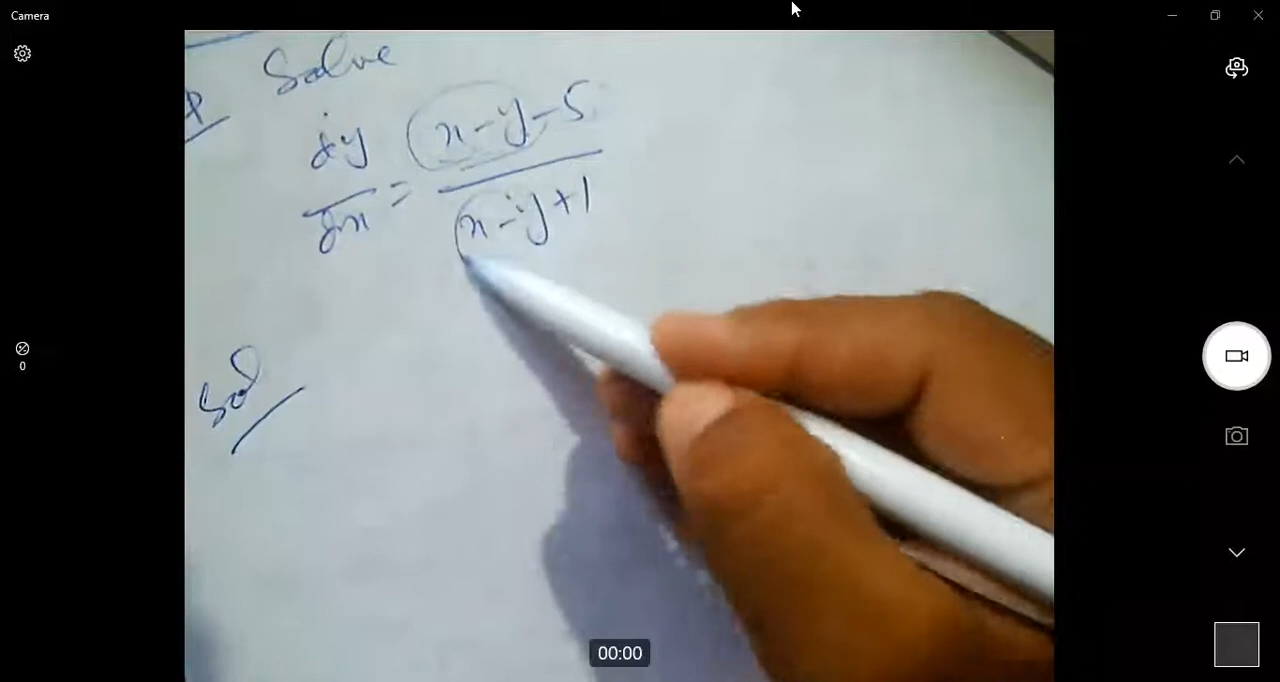 Camera
Solve
dy/dx = (x-y-5)/(x-y+1)
Sol
0
00:00